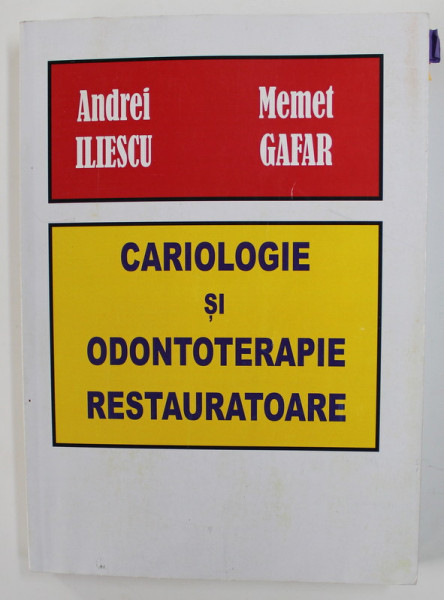 Andrei Memet
ILIESCU GAFAR
CARIOLOGIE
ȘI
ODONTOTERAPIE
RESTAURATOARE